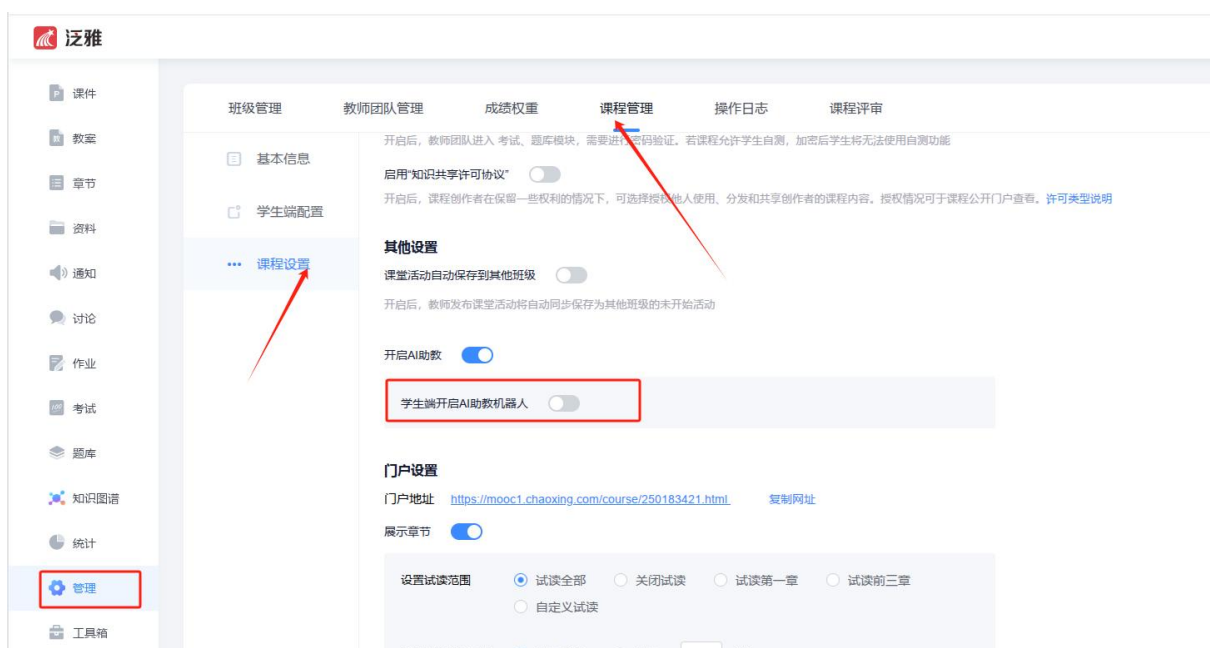 泛雅
课件
教案
章节
资料
通知
讨论
作业
考试
题库
知识图谱
统计
管理
工具箱
班级管理 教师团队管理 成绩权重 课程管理 操作日志 课程评审
基本信息
学生端配置
课程设置
开启后，教师团队进入 考试、题库模块，需要进行密码验证。若课程允许学生自测，加密后学生将无法使用自测功能
启用“知识共享许可协议”
开启后，课程创作者在保留一些权利的情况下，可选择授权他人使用、分发和共享创作者的课程内容。授权情况可于课程公开门户查看。许可类型说明
其他设置
课堂活动自动保存到其他班级
开启后，教师发布课堂活动将自动同步保存为其他班级的未开始活动
开启AI助教
学生端开启AI助教机器人
门户设置
门户地址 https://mooc1.chaoxing.com/course/250183421.html 复制网址
展示章节
设置试读范围 试读全部 关闭试读 试读第一章 试读前三章
自定义试读